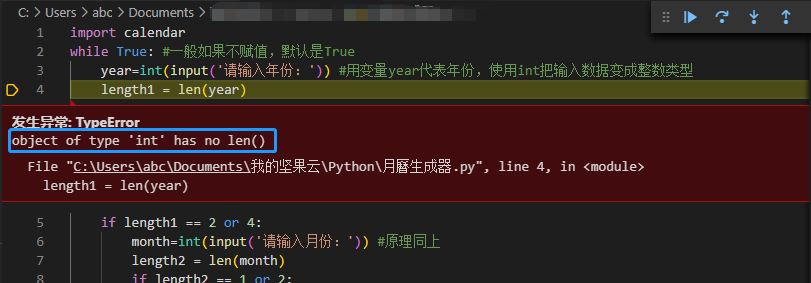 C: > Users > abc > Documents >
1 import calendar
2 while True: #一般如果不赋值，默认是True
3 year=int(input('请输入年份：')) #用变量year代表年份，使用int把输入数据变成整数类型
4 length1 = len(year)
发生异常: TypeError
object of type 'int' has no len()
File "C:\Users\abc\Documents\我的坚果云\Python\月曆生成器.py", line 4, in <module>
length1 = len(year)
5 if length1 == 2 or 4:
6 month=int(input('请输入月份：')) #原理同上
7 length2 = len(month)
8 if length2 == 1 or 2: